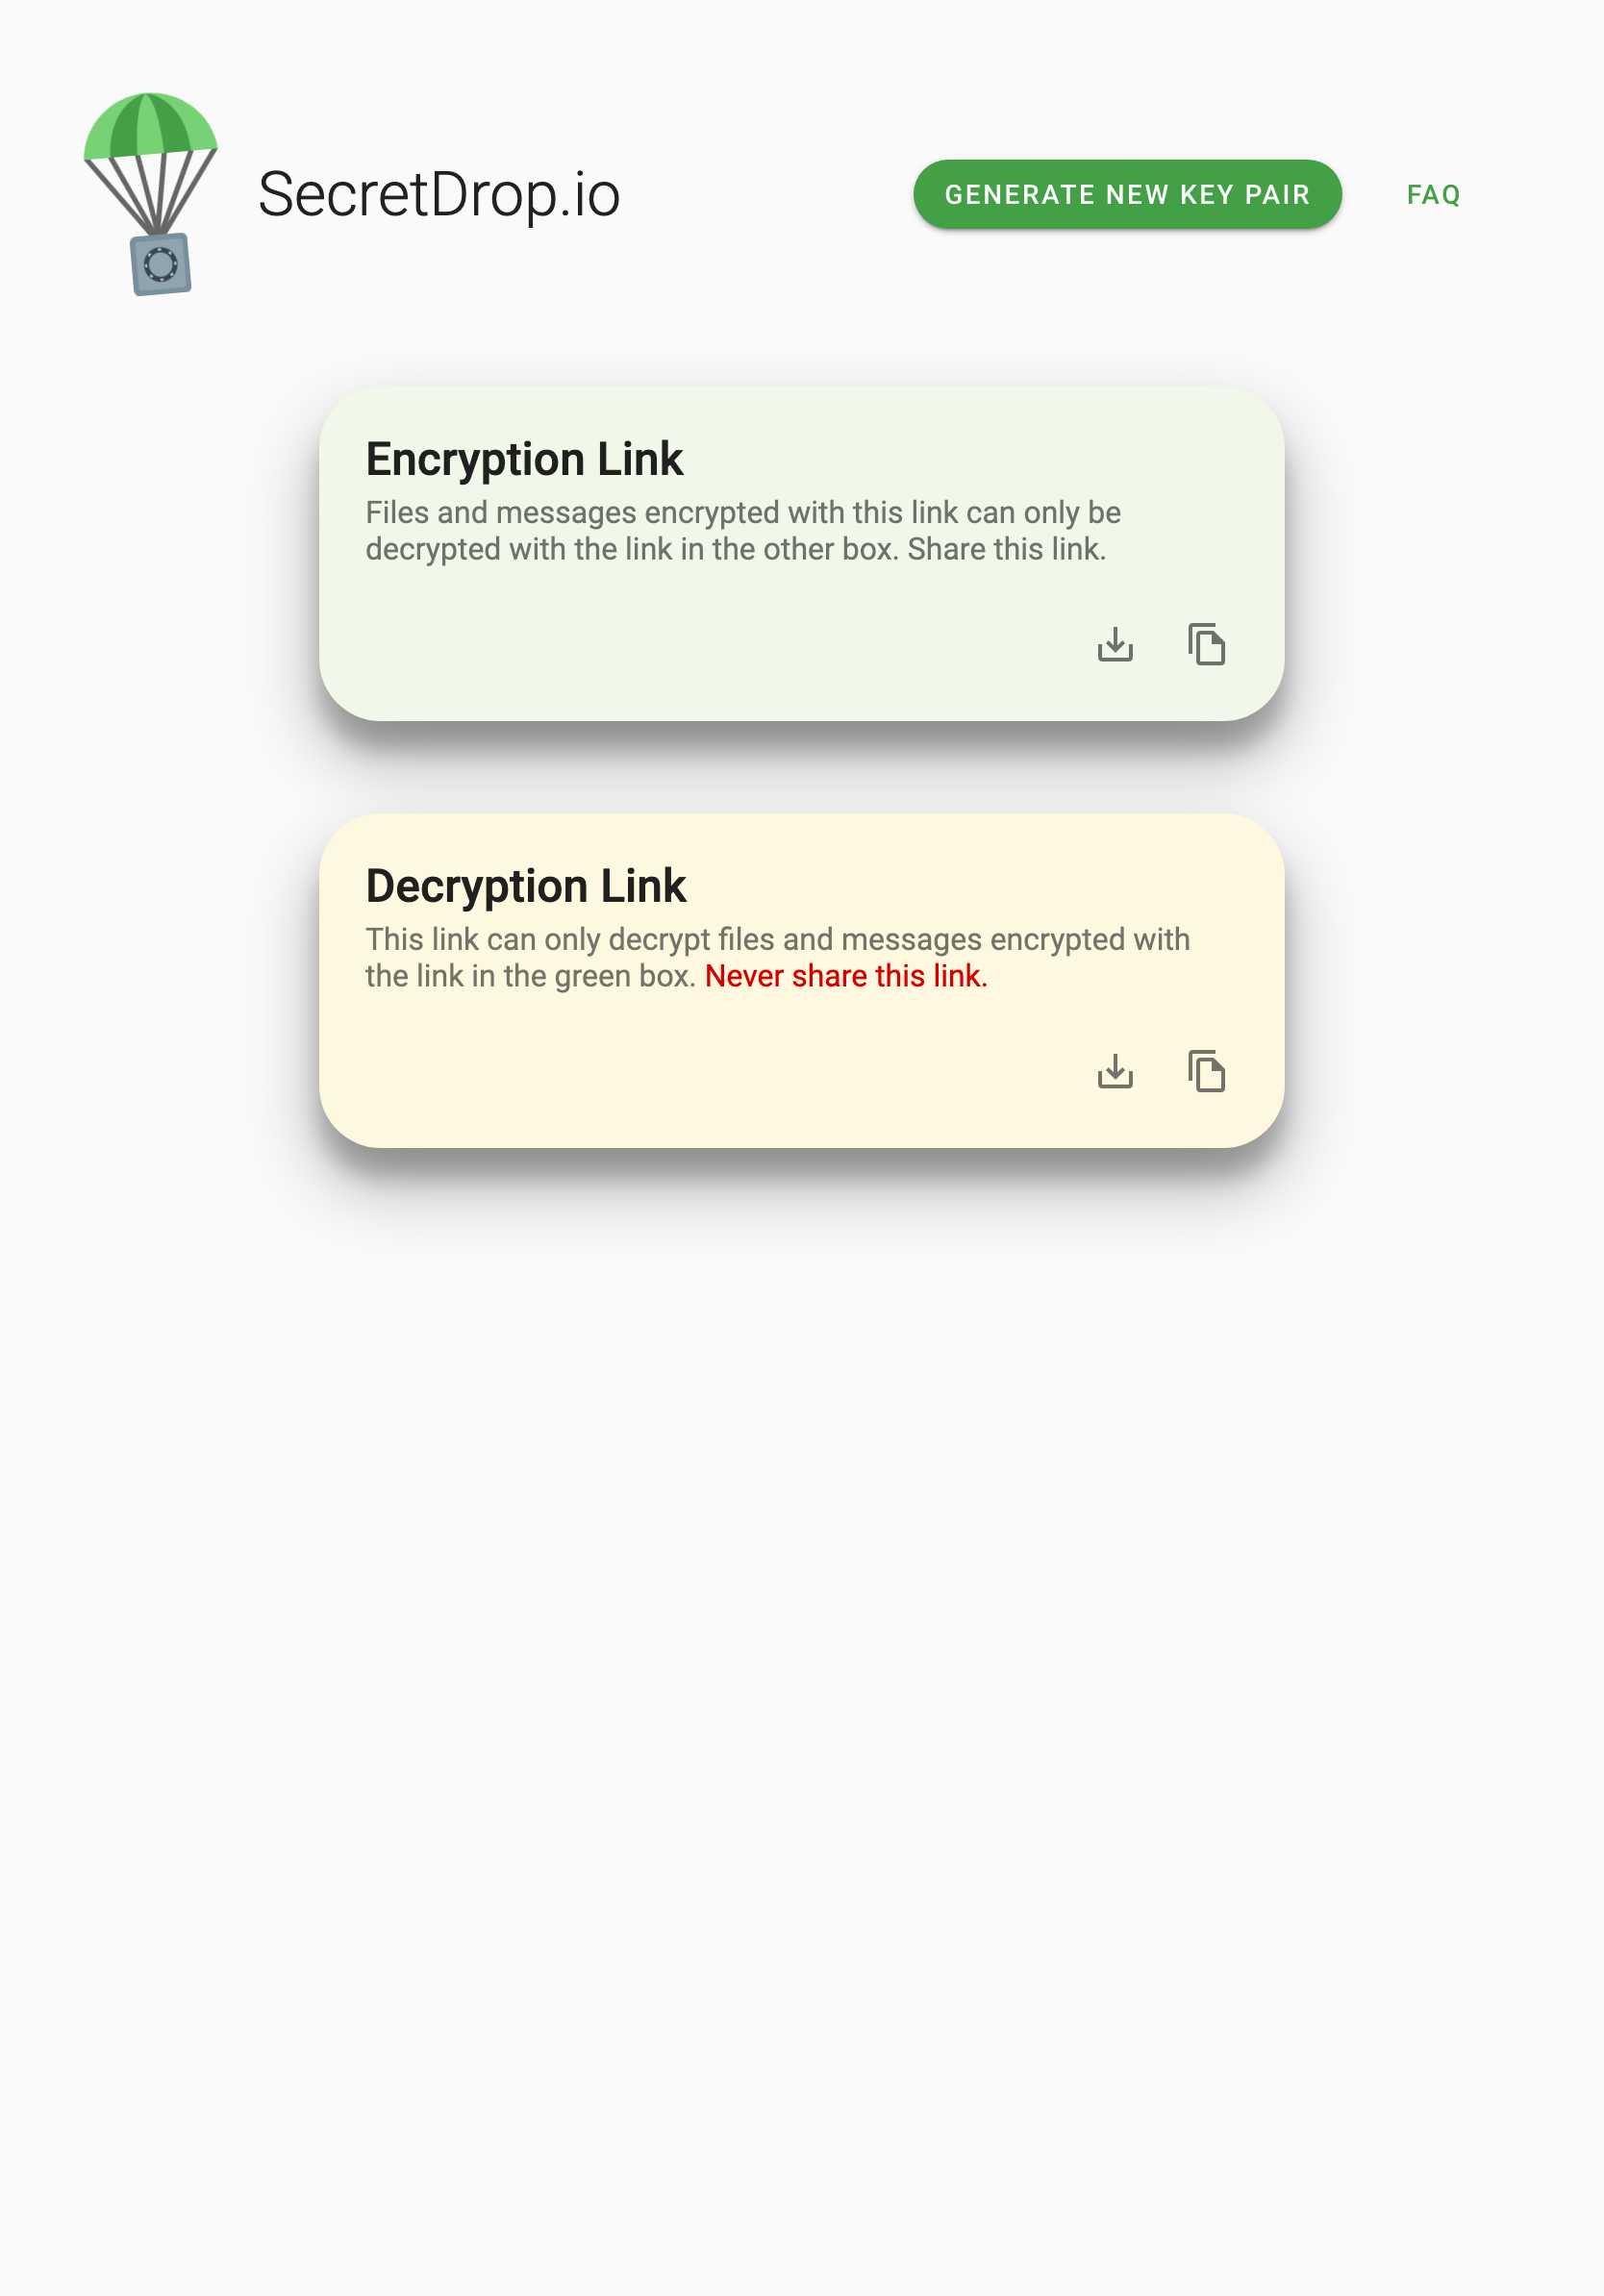 SecretDrop.io
GENERATE NEW KEY PAIR
FAQ
Encryption Link
Files and messages encrypted with this link can only be
decrypted with the link in the other box. Share this link.
Decryption Link
This link can only decrypt files and messages encrypted with
the link in the green box. Never share this link.